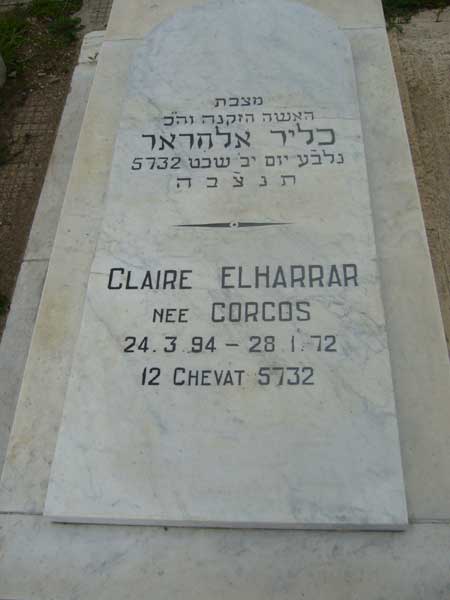 מצבת
האשה הזקנה והכ׳
כליר אלהראר
נלבע יום יב שבט 5732
ת נ צ ב ה
CLAIRE ELHARRAR
NEE CORCOS
24.3.94 - 28.1.72
12 CHEVAT 5732